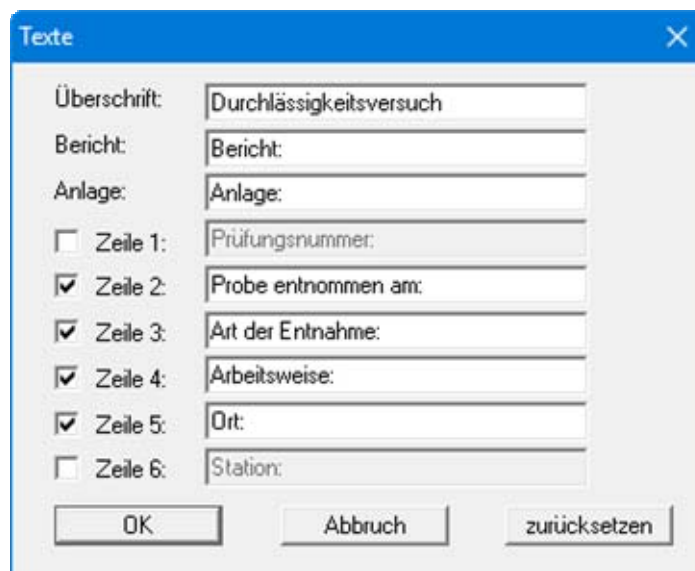 Texte
Überschrift: Durchlässigkeitsversuch
Bericht: Bericht:
Anlage: Anlage:
Zeile 1: Prüfungsnummer:
Zeile 2: Probe entnommen am:
Zeile 3: Art der Entnahme:
Zeile 4: Arbeitsweise:
Zeile 5: Ort:
Zeile 6: Station:
OK Abbruch zurücksetzen